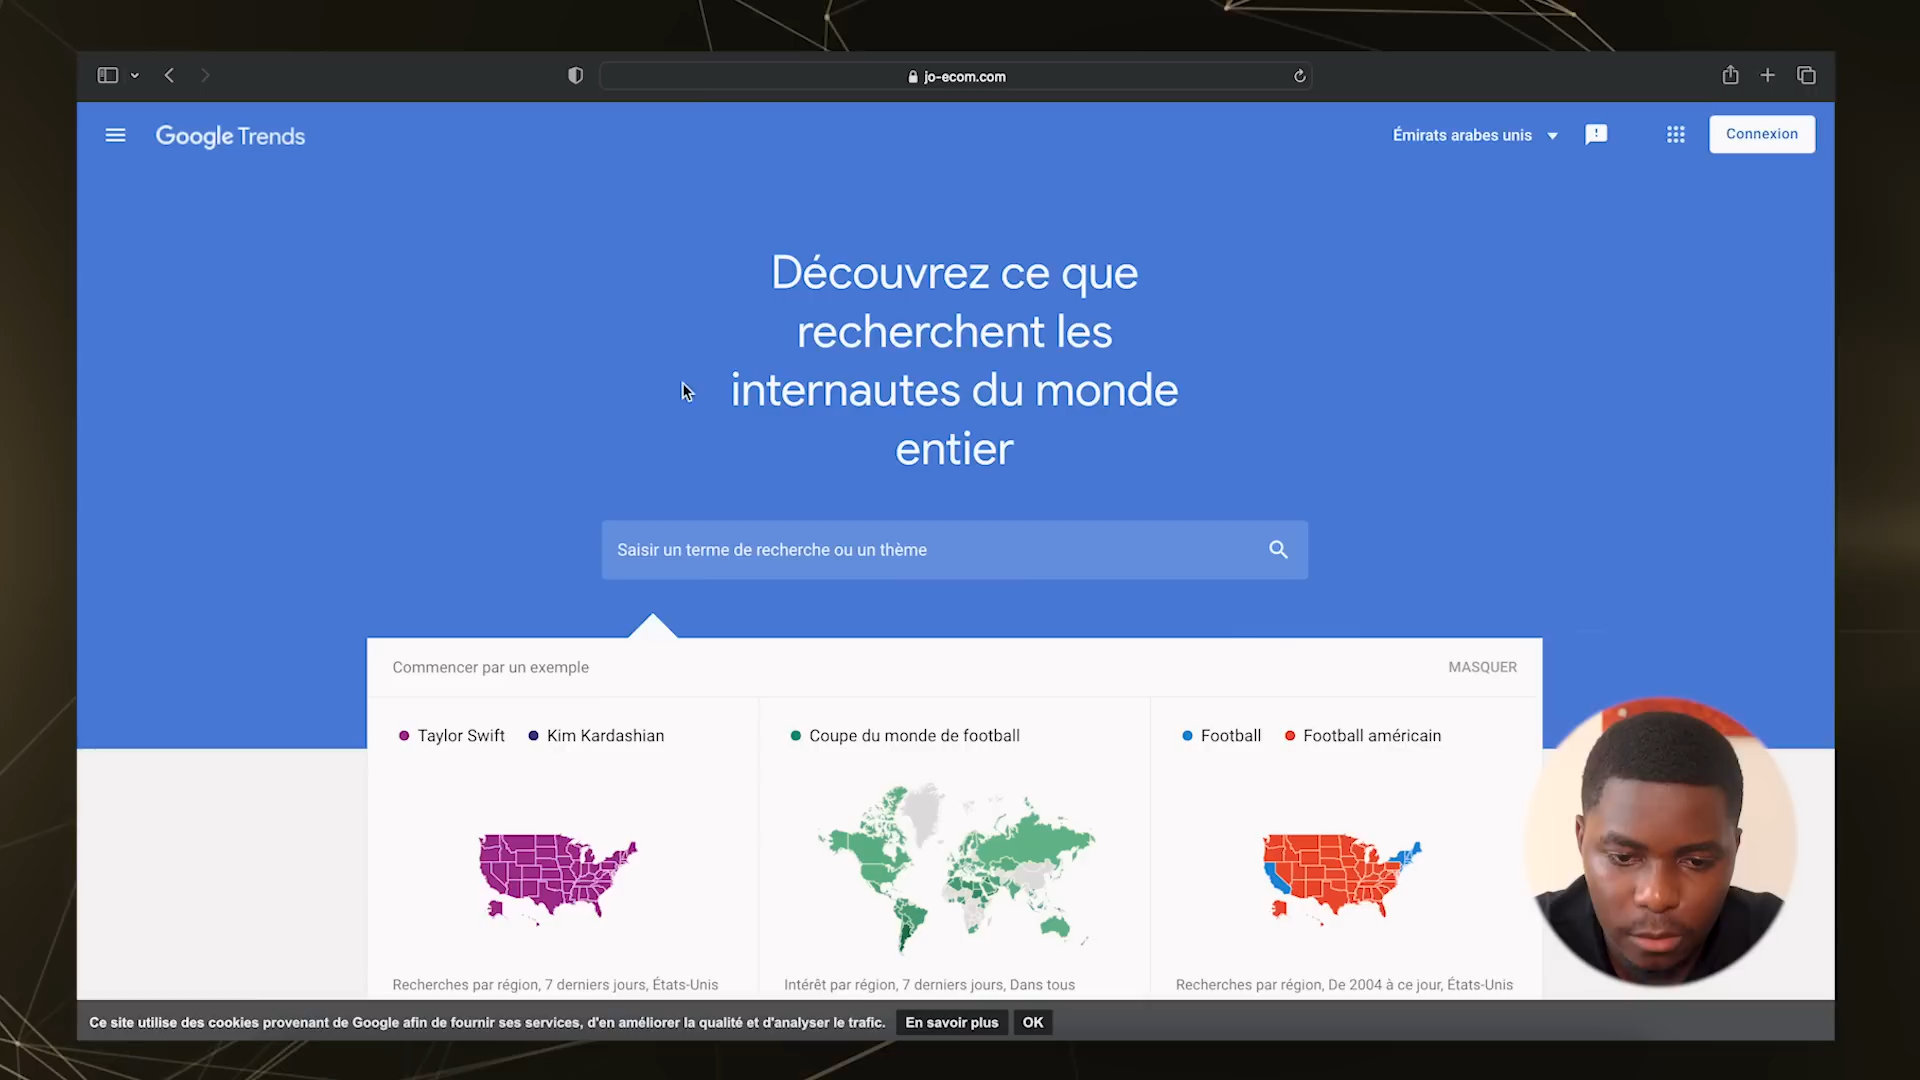 jo-ecom.com
Google Trends
Émirats arabes unis
Connexion
Découvrez ce que
recherchent les
internautes du monde
entier
Saisir un terme de recherche ou un thème
Commencer par un exemple
MASQUER
Taylor Swift
Kim Kardashian
Coupe du monde de football
Football
Football américain
Recherches par région, 7 derniers jours, États-Unis
Intérêt par région, 7 derniers jours, Dans tous
Recherches par région, De 2004 à ce jour, États-Unis
Ce site utilise des cookies provenant de Google afin de fournir ses services, d'en améliorer la qualité et d'analyser le trafic.
En savoir plus
OK